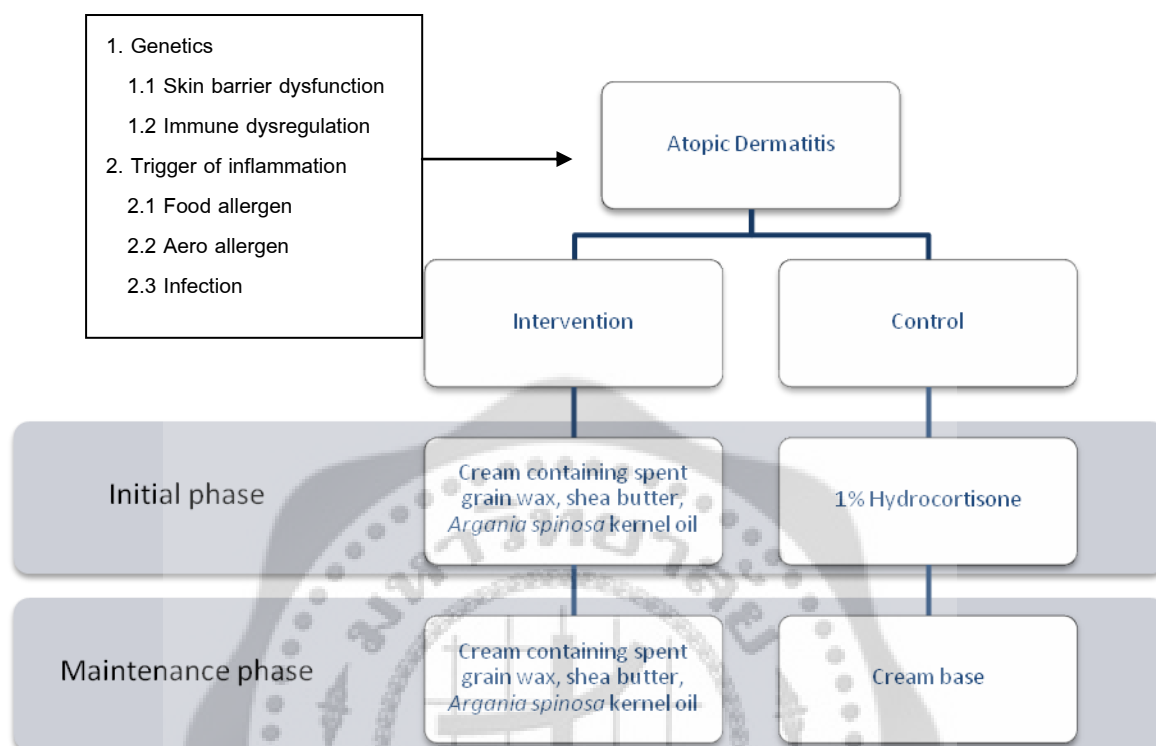 1. Genetics
1.1 Skin barrier dysfunction
1.2 Immune dysregulation
2. Trigger of inflammation
2.1 Food allergen
2.2 Aero allergen
2.3 Infection
Atopic Dermatitis
Intervention
Control
Initial phase
Cream containing spent
grain wax, shea butter,
Argania spinosa kernel oil
1% Hydrocortisone
Maintenance phase
Cream containing spent
grain wax, shea butter,
Argania spinosa kernel oil
Cream base